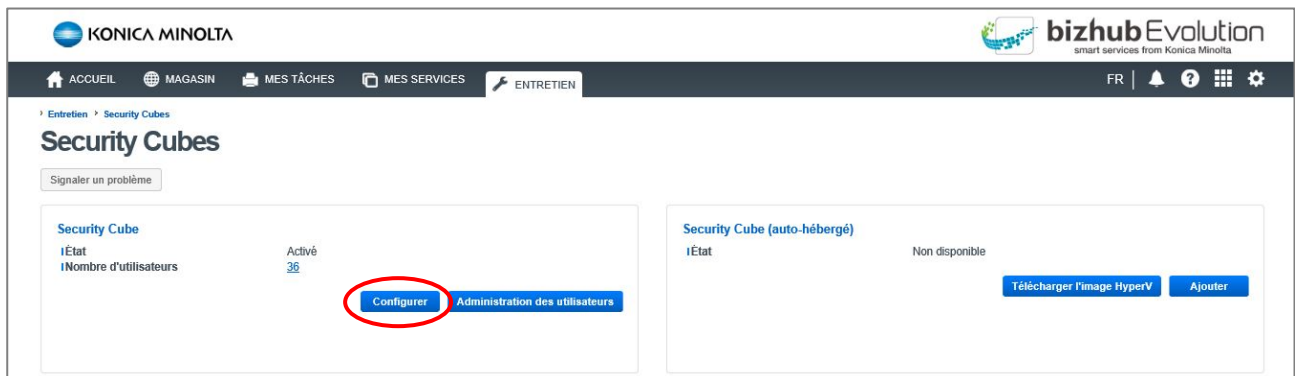 KONICA MINOLTA
bizhub Evolution
smart services from Konica Minolta
ACCUEIL MAGASIN MES TÂCHES MES SERVICES ENTRETIEN FR
Entretien Security Cubes
Security Cubes
Signaler un problème
Security Cube
État Activé
Nombre d'utilisateurs 36
Configurer Administration des utilisateurs
Security Cube (auto-hébergé)
État Non disponible
Télécharger l'image HyperV Ajouter